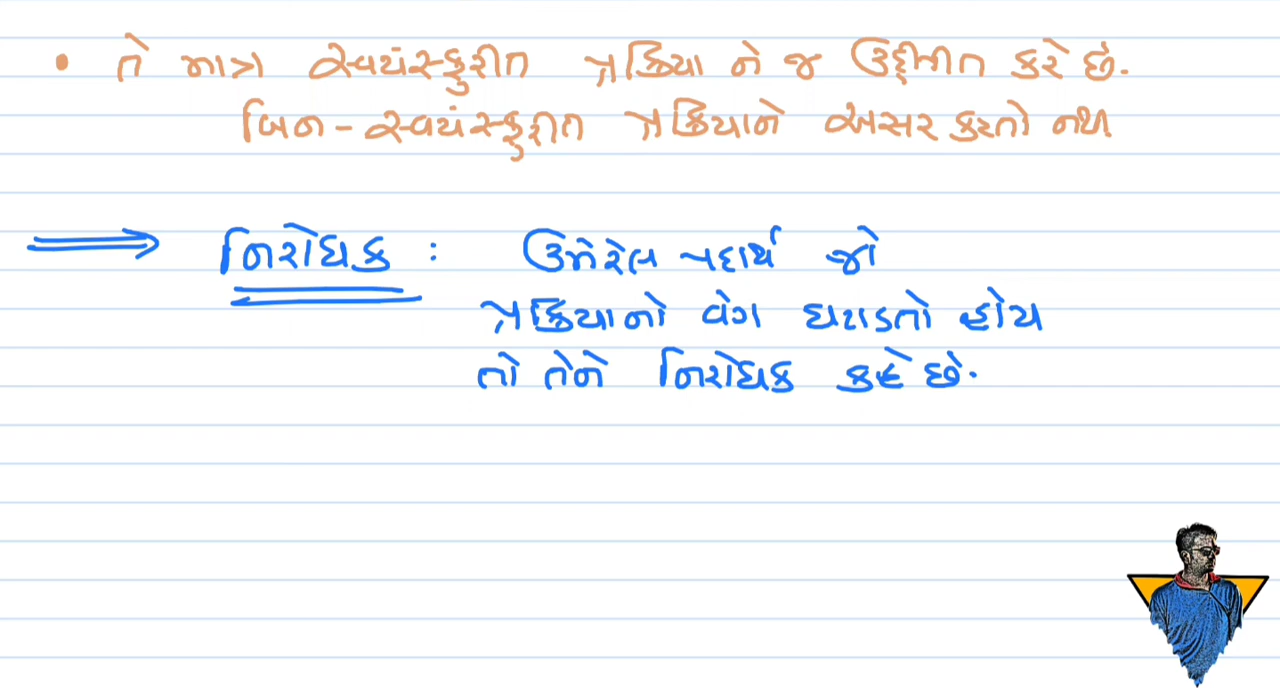 • તે માત્ર સ્વયંસ્ફુરીત પ્રક્રિયા ને જ ઉદ્દીપ્ત કરે છે.
બિન - સ્વયંસ્ફુરીત પ્રક્રિયાને અસર કરતો નથી
⟹ નિરોધક : ઉમેરેલ પદાર્થ જો
પ્રક્રિયાનો વેગ ઘટાડતો હોય
તો તેને નિરોધક કહે છે.